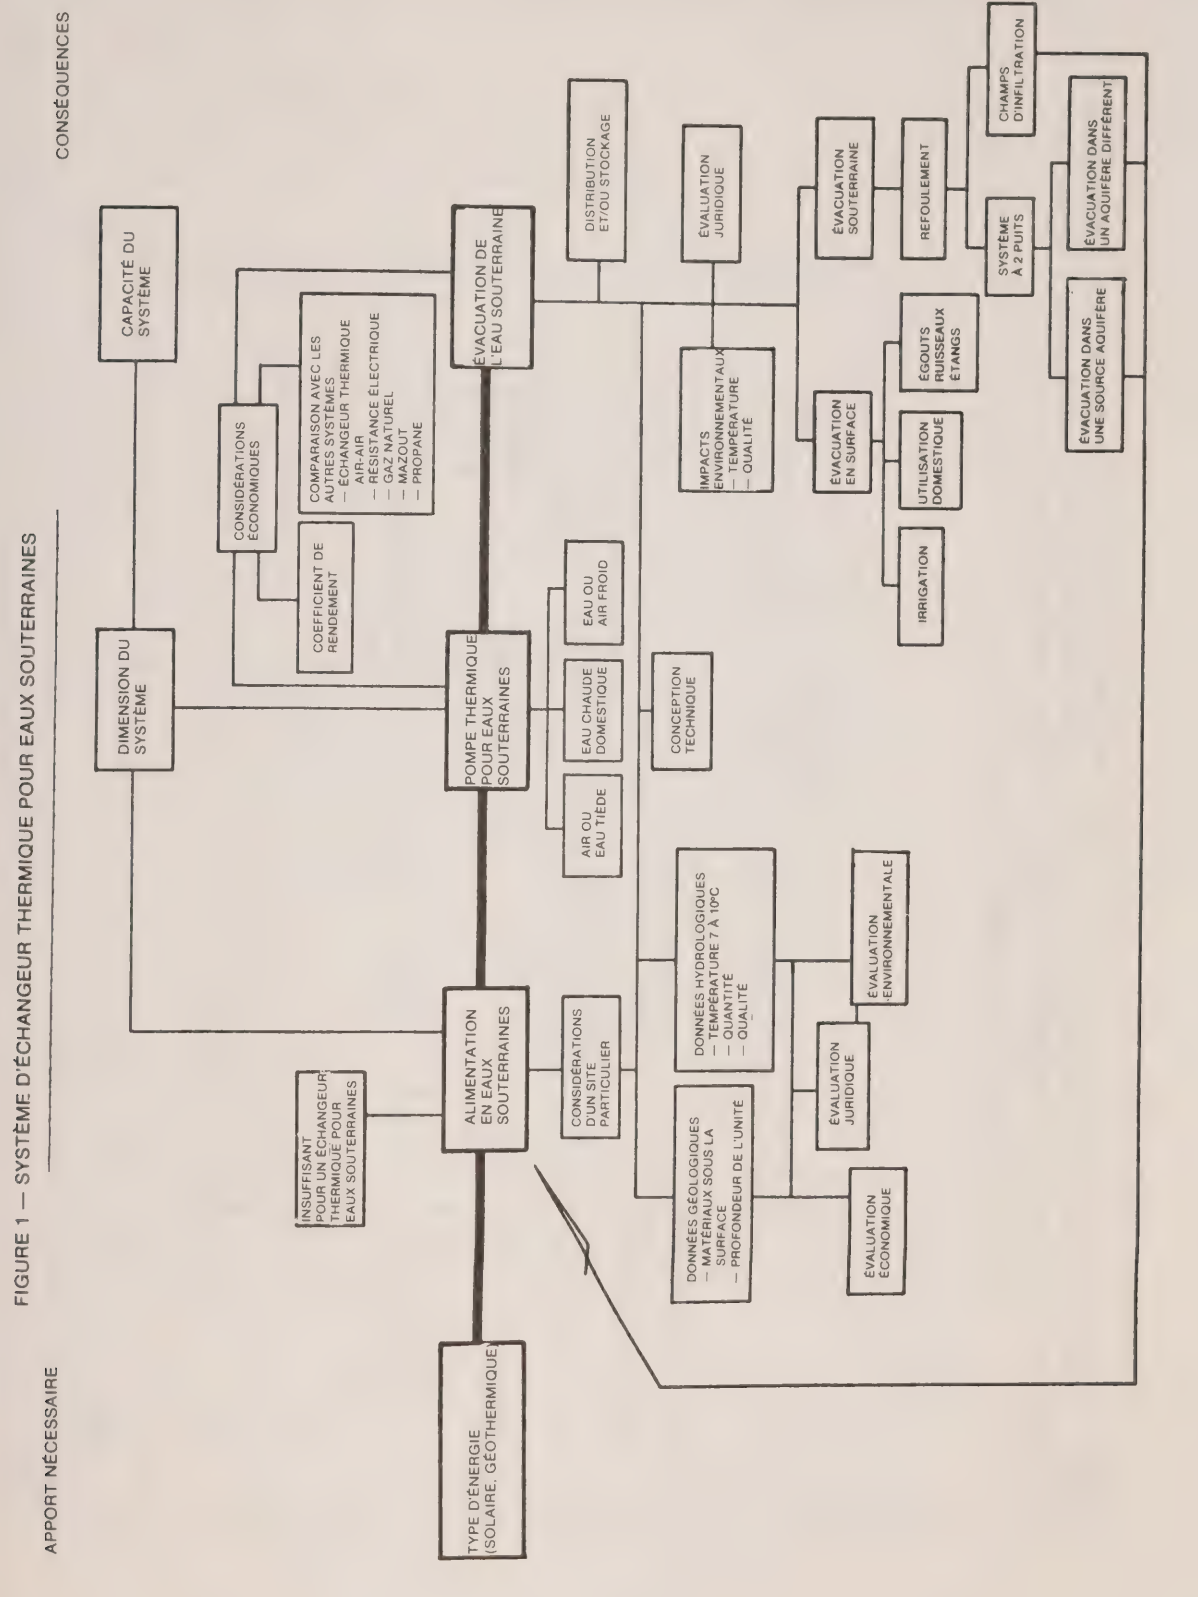 FIGURE 1 — SYSTÈME D'ÉCHANGEUR THERMIQUE POUR EAUX SOUTERRAINES
APPORT NÉCESSAIRE
CONSÉQUENCES
DIMENSION DU
SYSTÈME
CAPACITÉ DU
SYSTÈME
CONSIDÉRATIONS
ÉCONOMIQUES
INSUFFISANT
POUR UN ÉCHANGEUR
THERMIQUE POUR
EAUX SOUTERRAINES
COEFFICIENT DE
RENDEMENT
COMPARAISON AVEC LES
AUTRES SYSTÈMES
— ÉCHANGEUR THERMIQUE
AIR-AIR
— RÉSISTANCE ÉLECTRIQUE
— GAZ NATUREL
— MAZOUT
— PROPANE
TYPE D'ÉNERGIE
(SOLAIRE, GÉOTHERMIQUE)
ALIMENTATION
EN EAUX
SOUTERRAINES
POMPE THERMIQUE
POUR EAUX
SOUTERRAINES
ÉVACUATION DE
L'EAU SOUTERRAINE
CONSIDÉRATIONS
D'UN SITE
PARTICULIER
AIR OU
EAU TIÈDE
EAU CHAUDE
DOMESTIQUE
EAU OU
AIR FROID
DISTRIBUTION
ET/OU STOCKAGE
DONNÉES GÉOLOGIQUES
— MATÉRIAUX SOUS LA
SURFACE
— PROFONDEUR DE L'UNITÉ
DONNÉES HYDROLOGIQUES
— TEMPÉRATURE 7 À 10ºC
— QUANTITÉ
— QUALITÉ
CONCEPTION
TECHNIQUE
IMPACTS
ENVIRONNEMENTAUX
— TEMPÉRATURE
— QUALITÉ
ÉVALUATION
JURIDIQUE
ÉVALUATION
ÉCONOMIQUE
ÉVALUATION
JURIDIQUE
ÉVALUATION
ENVIRONNEMENTALE
ÉVACUATION
EN SURFACE
ÉVACUATION
SOUTERRAINE
IRRIGATION
UTILISATION
DOMESTIQUE
ÉGOUTS
RUISSEAUX
ÉTANGS
REFOULEMENT
SYSTÈME
À 2 PUITS
CHAMPS
D'INFILTRATION
ÉVACUATION DANS
UNE SOURCE AQUIFÈRE
ÉVACUATION DANS
UN AQUIFÈRE DIFFÉRENT